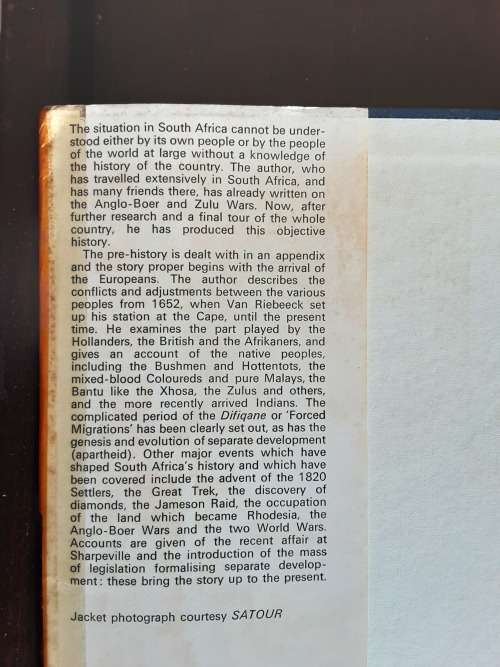 The situation in South Africa cannot be under-
stood either by its own people or by the people
of the world at large without a knowledge of
the history of the country. The author, who
has travelled extensively in South Africa, and
has many friends there, has already written on
the Anglo-Boer and Zulu Wars. Now, after
further research and a final tour of the whole
country, he has produced this objective
history.
The pre-history is dealt with in an appendix
and the story proper begins with the arrival of
the Europeans. The author describes the
conflicts and adjustments between the various
peoples from 1652, when Van Riebeeck set
up his station at the Cape, until the present
time. He examines the part played by the
Hollanders, the British and the Afrikaners, and
gives an account of the native peoples,
including the Bushmen and Hottentots, the
mixed-blood Coloureds and pure Malays, the
Bantu like the Xhosa, the Zulus and others,
and the more recently arrived Indians. The
complicated period of the Difiqane or 'Forced
Migrations' has been clearly set out, as has the
genesis and evolution of separate development
(apartheid). Other major events which have
shaped South Africa's history and which have
been covered include the advent of the 1820
Settlers, the Great Trek, the discovery of
diamonds, the Jameson Raid, the occupation
of the land which became Rhodesia, the
Anglo-Boer Wars and the two World Wars.
Accounts are given of the recent affair at
Sharpeville and the introduction of the mass
of legislation formalising separate develop-
ment: these bring the story up to the present.
Jacket photograph courtesy SATOUR